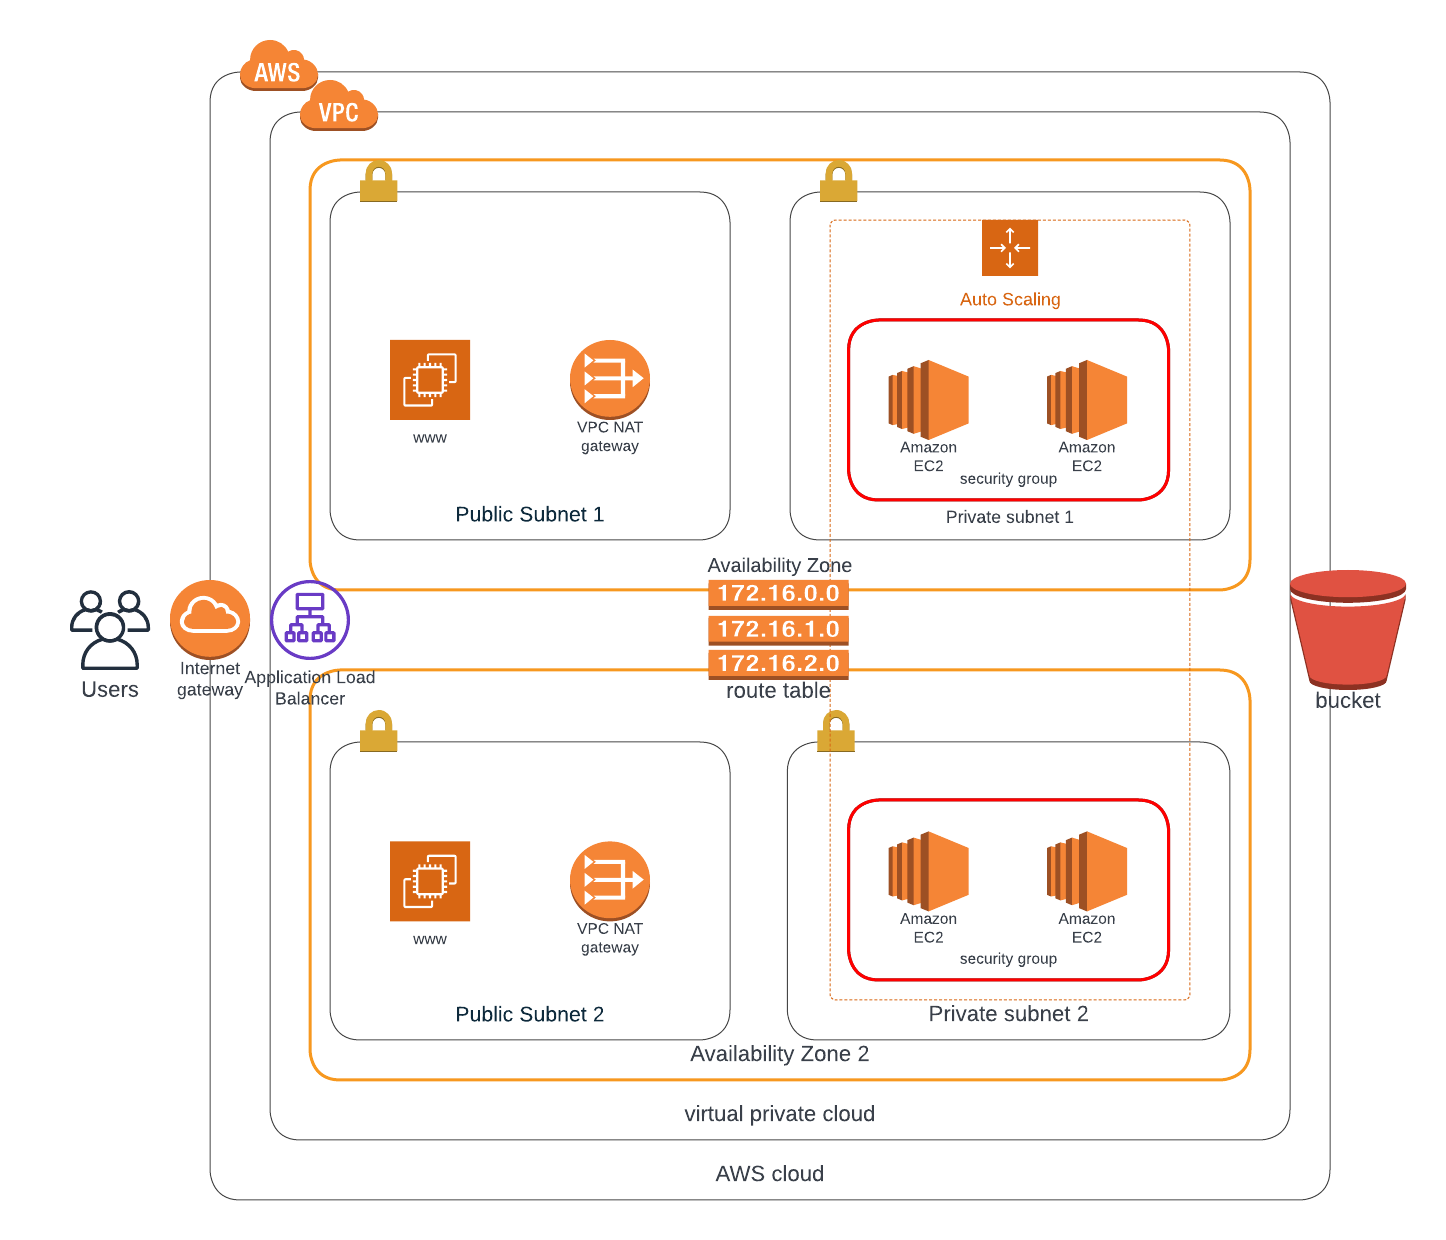 AWS
VPC
Auto Scaling
www
VPC NAT
gateway
Amazon
EC2
Amazon
EC2
security group
Public Subnet 1
Private subnet 1
Availability Zone
172.16.0.0
172.16.1.0
172.16.2.0
route table
Users
Internet
gateway
Application Load
Balancer
bucket
www
VPC NAT
gateway
Amazon
EC2
Amazon
EC2
security group
Public Subnet 2
Private subnet 2
Availability Zone 2
virtual private cloud
AWS cloud